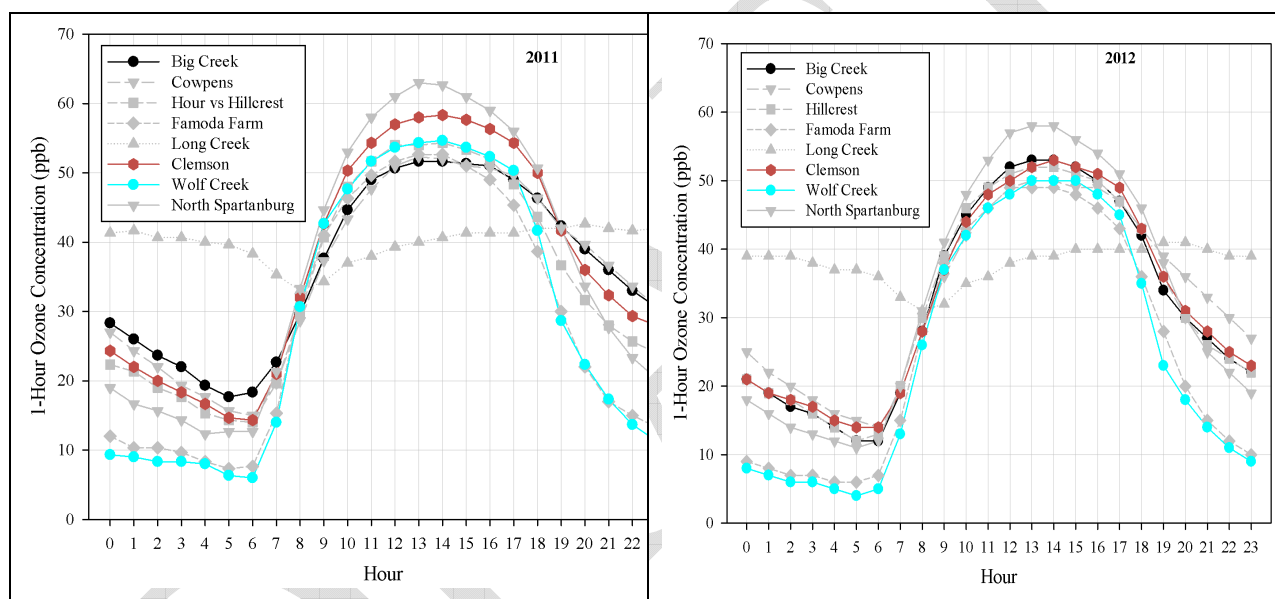 2011
Big Creek
Cowpens
Hour vs Hillcrest
Famoda Farm
Long Creek
Clemson
Wolf Creek
North Spartanburg
1-Hour Ozone Concentration (ppb)
70
60
50
40
30
20
10
0
0 1 2 3 4 5 6 7 8 9 10 11 12 13 14 15 16 17 18 19 20 21 22
Hour
2012
Big Creek
Cowpens
Hillcrest
Famoda Farm
Long Creek
Clemson
Wolf Creek
North Spartanburg
1-Hour Ozone Concentration (ppb)
70
60
50
40
30
20
10
0
0 1 2 3 4 5 6 7 8 9 10 11 12 13 14 15 16 17 18 19 20 21 22 23
Hour